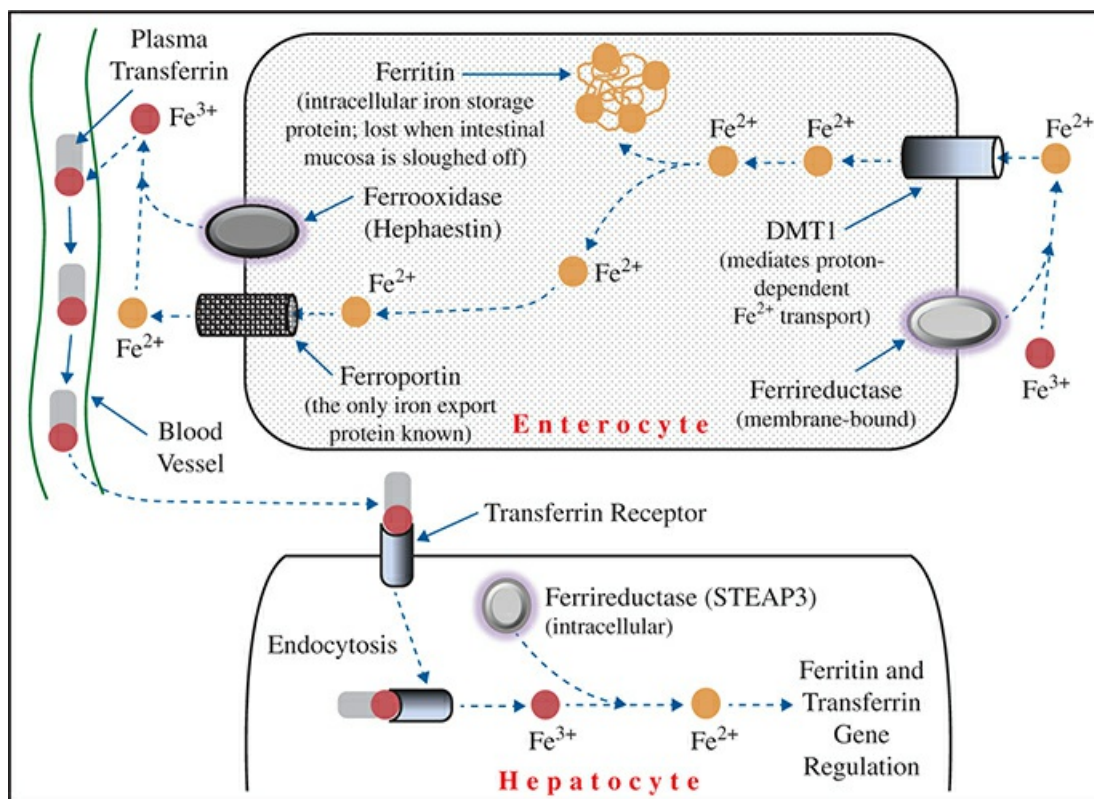 Plasma
Transferrin
Fe³⁺
Ferritin
(intracellular iron storage
protein; lost when intestinal
mucosa is sloughed off)
Fe²⁺
Fe²⁺
Fe²⁺
Ferrooxidase
(Hephaestin)
DMT1
(mediates proton-
dependent
Fe²⁺ transport)
Fe²⁺
Fe²⁺
Fe²⁺
Ferroportin
(the only iron export
protein known)
Ferrireductase
(membrane-bound)
Fe³⁺
Enterocyte
Blood
Vessel
Transferrin Receptor
Ferrireductase (STEAP3)
(intracellular)
Endocytosis
Fe³⁺
Fe²⁺
Ferritin and
Transferrin
Gene
Regulation
Hepatocyte